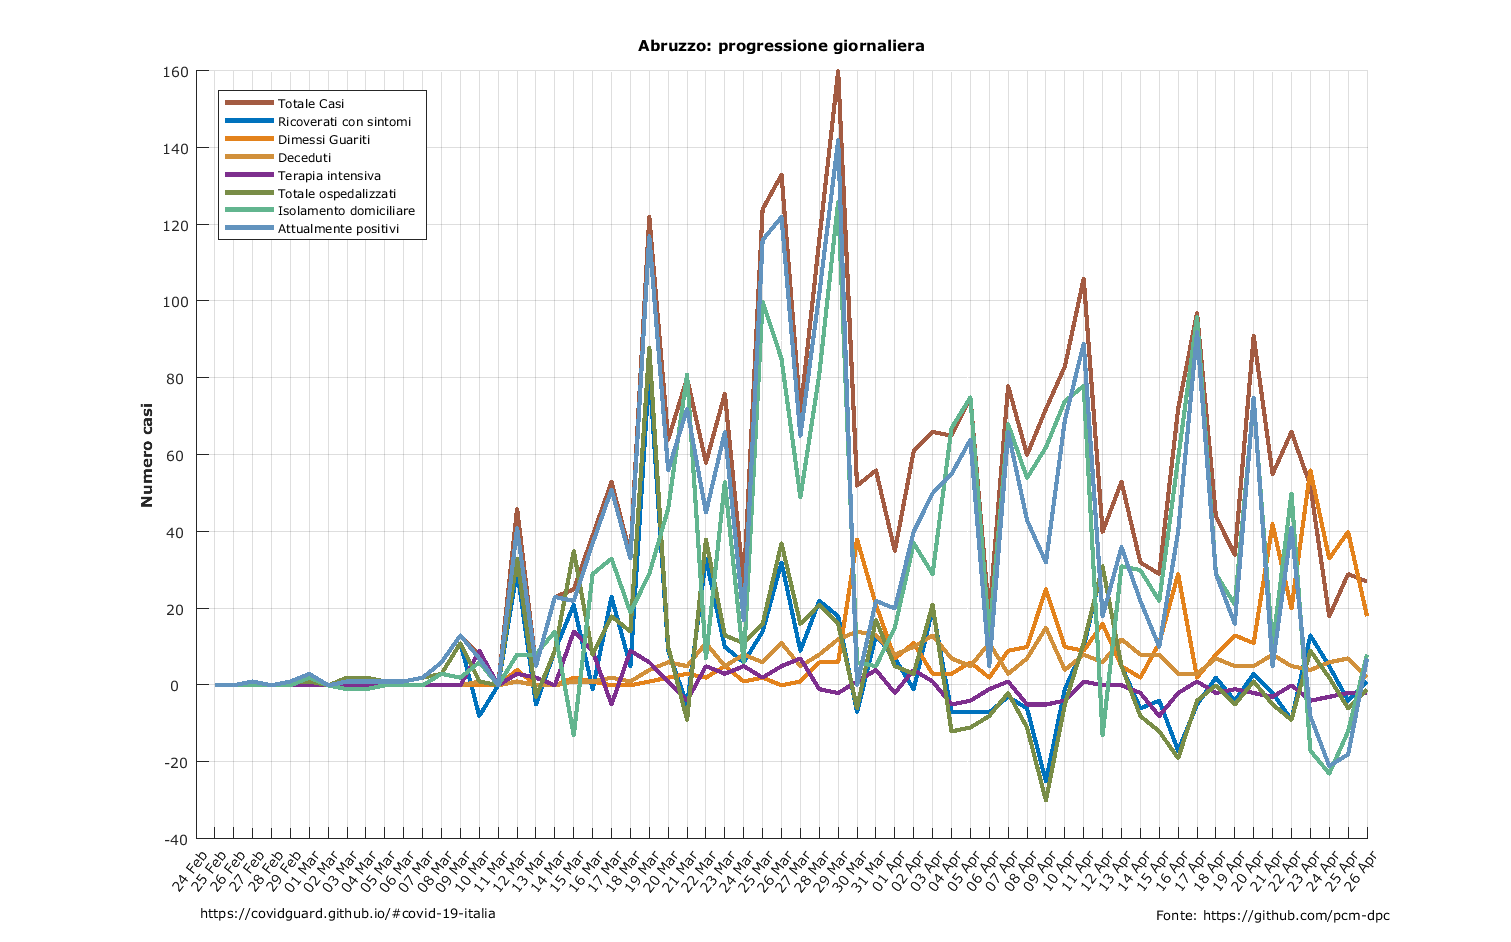 Abruzzo: progressione giornaliera
160
140
120
100
80
60
40
20
0
-20
-40
Numero casi
Totale Casi
Ricoverati con sintomi
Dimessi Guariti
Deceduti
Terapia intensiva
Totale ospedalizzati
Isolamento domiciliare
Attualmente positivi
24 Feb
25 Feb
26 Feb
27 Feb
28 Feb
29 Feb
01 Mar
02 Mar
03 Mar
04 Mar
05 Mar
06 Mar
07 Mar
08 Mar
09 Mar
10 Mar
11 Mar
12 Mar
13 Mar
14 Mar
15 Mar
16 Mar
17 Mar
18 Mar
19 Mar
20 Mar
21 Mar
22 Mar
23 Mar
24 Mar
25 Mar
26 Mar
27 Mar
28 Mar
29 Mar
30 Mar
31 Mar
01 Apr
02 Apr
03 Apr
04 Apr
05 Apr
06 Apr
07 Apr
08 Apr
09 Apr
10 Apr
11 Apr
12 Apr
13 Apr
14 Apr
15 Apr
16 Apr
17 Apr
18 Apr
19 Apr
20 Apr
21 Apr
22 Apr
23 Apr
24 Apr
25 Apr
26 Apr
https://covidguard.github.io/#covid-19-italia
Fonte: https://github.com/pcm-dpc